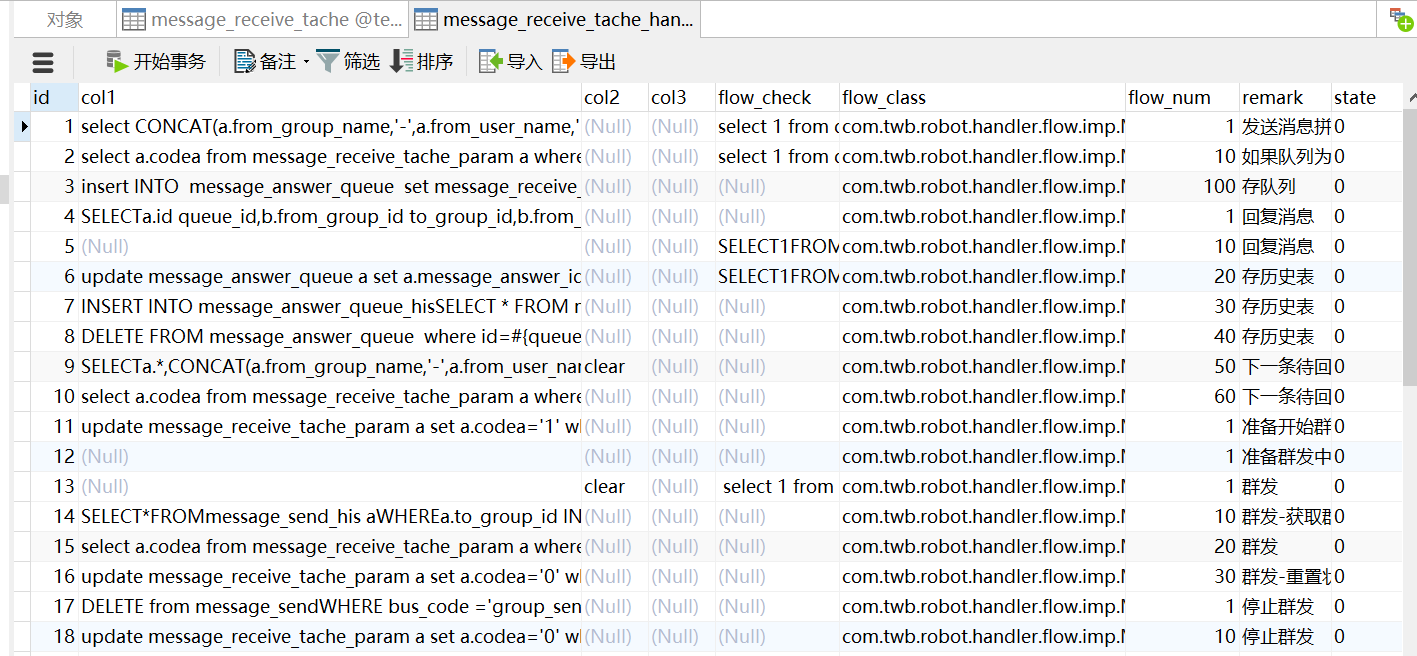 对象 message_receive_tache @te... message_receive_tache_han...
开始事务 备注 筛选 排序 导入 导出
id col1 col2 col3 flow_check flow_class flow_num remark state
1 select CONCAT(a.from_group_name,'-',a.from_user_name,' (Null) (Null) select 1 from com.twb.robot.handler.flow.imp. 1 发送消息拼 0
2 select a.codea from message_receive_tache_param a where (Null) (Null) select 1 from com.twb.robot.handler.flow.imp. 10 如果队列为 0
3 insert INTO message_answer_queue set message_receive_ (Null) (Null) (Null) com.twb.robot.handler.flow.imp. 100 存队列 0
4 SELECTa.id queue_id,b.from_group_id to_group_id,b.from_ (Null) (Null) (Null) com.twb.robot.handler.flow.imp. 1 回复消息 0
5 (Null) (Null) (Null) SELECT1FROM com.twb.robot.handler.flow.imp. 10 回复消息 0
6 update message_answer_queue a set a.message_answer_id (Null) (Null) SELECT1FROM com.twb.robot.handler.flow.imp. 20 存历史表 0
7 INSERT INTO message_answer_queue_hisSELECT * FROM (Null) (Null) (Null) com.twb.robot.handler.flow.imp. 30 存历史表 0
8 DELETE FROM message_answer_queue where id=#{queue (Null) (Null) (Null) com.twb.robot.handler.flow.imp. 40 存历史表 0
9 SELECTa.*,CONCAT(a.from_group_name,'-',a.from_user_nar clear (Null) (Null) com.twb.robot.handler.flow.imp. 50 下一条待回 0
10 select a.codea from message_receive_tache_param a where (Null) (Null) (Null) com.twb.robot.handler.flow.imp. 60 下一条待回 0
11 update message_receive_tache_param a set a.codea='1' (Null) (Null) (Null) com.twb.robot.handler.flow.imp. 1 准备开始群 0
12 (Null) (Null) (Null) (Null) com.twb.robot.handler.flow.imp. 1 准备群发中 0
13 (Null) clear (Null) select 1 from com.twb.robot.handler.flow.imp. 1 群发 0
14 SELECT*FROMmessage_send_his aWHEREa.to_group_id IN (Null) (Null) (Null) com.twb.robot.handler.flow.imp. 10 群发-获取 0
15 select a.codea from message_receive_tache_param a where (Null) (Null) (Null) com.twb.robot.handler.flow.imp. 20 群发 0
16 update message_receive_tache_param a set a.codea='0' (Null) (Null) (Null) com.twb.robot.handler.flow.imp. 30 群发-重置 0
17 DELETE from message_sendWHERE bus_code ='group_sen (Null) (Null) (Null) com.twb.robot.handler.flow.imp. 1 停止群发 0
18 update message_receive_tache_param a set a.codea='0' (Null) (Null) (Null) com.twb.robot.handler.flow.imp. 10 停止群发 0